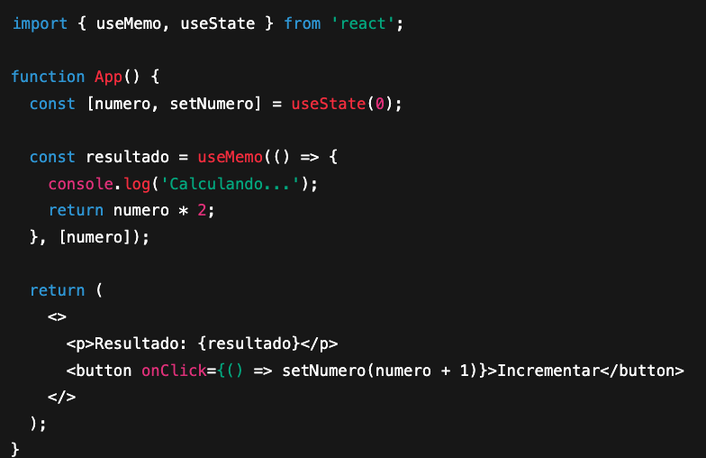 import { useMemo, useState } from 'react';

function App() {
  const [numero, setNumero] = useState(0);

  const resultado = useMemo(() => {
    console.log('Calculando...');
    return numero * 2;
  }, [numero]);

  return (
    <>
      <p>Resultado: {resultado}</p>
      <button onClick={() => setNumero(numero + 1)}>Incrementar</button>
    </>
  );
}